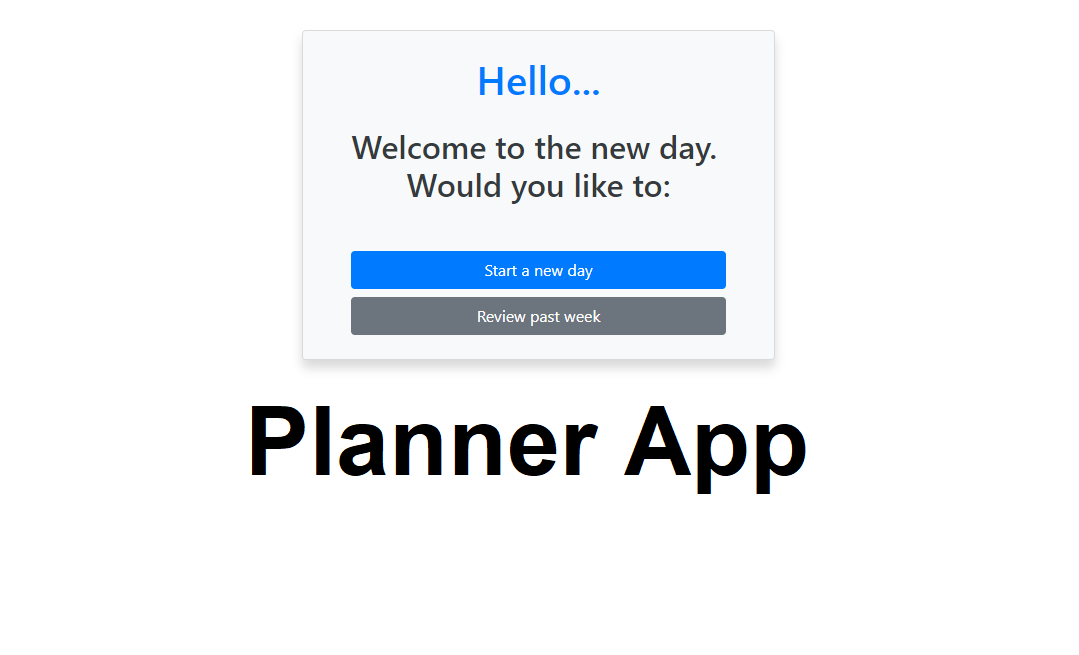 Hello...
Welcome to the new day.
Would you like to:
Start a new day
Review past week
Planner App